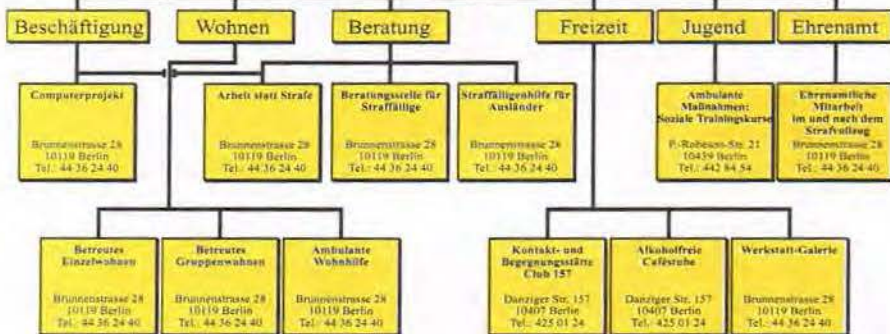 Beschäftigung
Wohnen
Beratung
Freizeit
Jugend
Ehrenamt
Computerprojekt
Brunnenstrasse 28
10119 Berlin
Tel.: 44 36 24 40
Arbeit statt Strafe
Brunnenstrasse 28
10119 Berlin
Tel.: 44 36 24 40
Beratungsstelle für
Straffällige
Brunnenstrasse 28
10119 Berlin
Tel.: 44 36 24 40
Straffälligenhilfe für
Ausländer
Brunnenstrasse 28
10119 Berlin
Tel.: 44 36 24 40
Ambulante
Maßnahmen:
Soziale Trainingskurse
P.-Robeson-Str. 21
10439 Berlin
Tel.: 442 84 54
Ehrenamtliche
Mitarbeit
im und nach dem
Strafvollzug
Brunnenstrasse 28
10119 Berlin
Tel.: 44 36 24 40
Betreutes
Einzelwohnen
Brunnenstrasse 28
10119 Berlin
Tel.: 44 36 24 40
Betreutes
Gruppenwohnen
Brunnenstrasse 28
10119 Berlin
Tel.: 44 36 24 40
Ambulante
Wohnhilfe
Brunnenstrasse 28
10119 Berlin
Tel.: 44 36 24 40
Kontakt- und
Begegnungsstätte
Club 157
Danziger Str. 157
10407 Berlin
Tel.: 425 01 24
Alkoholfreie
Caféstube
Danziger Str. 157
10407 Berlin
Tel.: 425 01 24
Werkstatt-Galerie
Brunnenstrasse 28
10119 Berlin
Tel.: 44 36 24 40